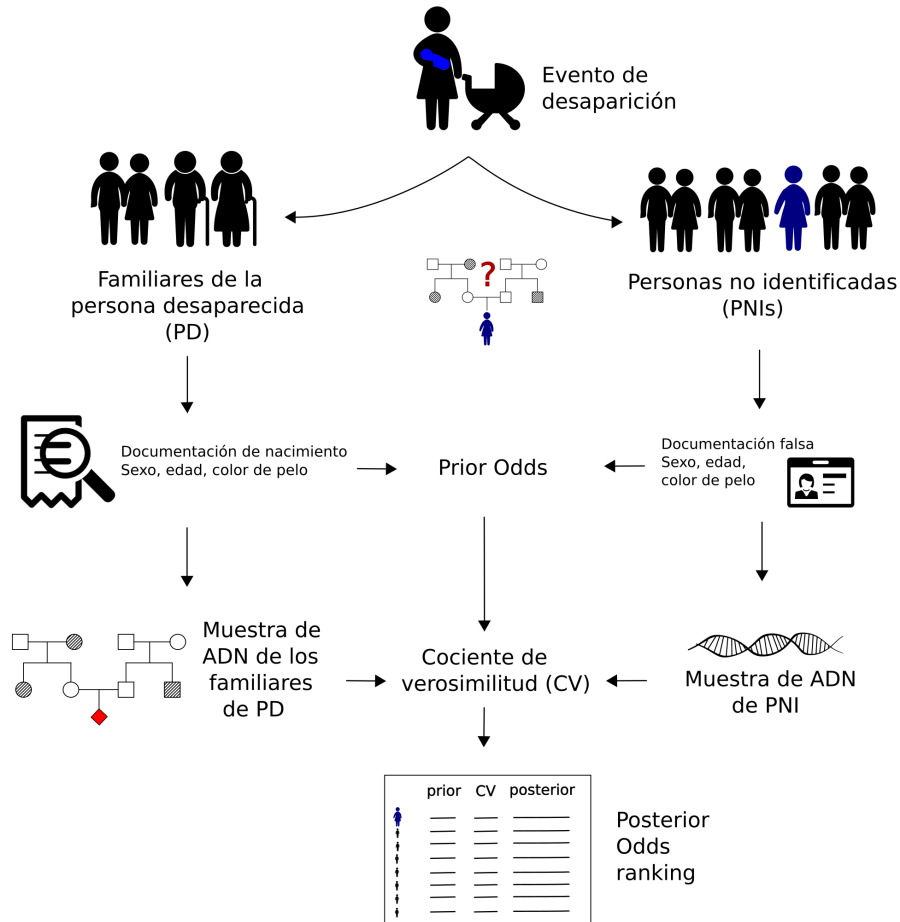 Evento de
desaparición
Familiares de la
persona desaparecida
(PD)
?
Personas no identificadas
(PNIs)
Documentación de nacimiento
Sexo, edad, color de pelo
Prior Odds
Documentación falsa
Sexo, edad,
color de pelo
Muestra de
ADN de los
familiares
de PD
Cociente de
verosimilitud (CV)
Muestra de ADN
de PNI
prior CV posterior
Posterior
Odds
ranking